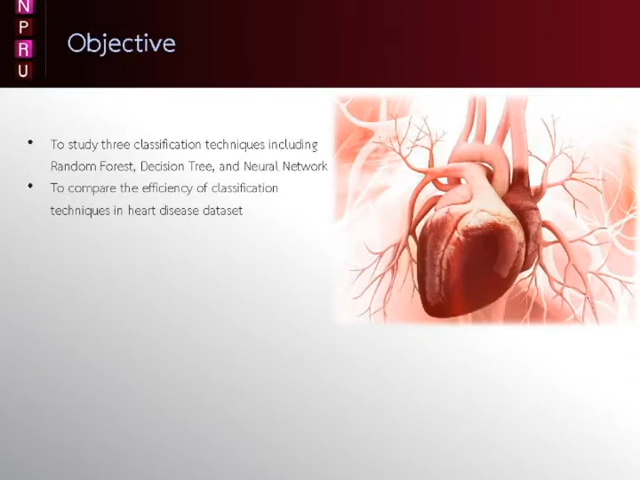 N
P
R
U
Objective
• To study three classification techniques including
Random Forest, Decision Tree, and Neural Network
• To compare the efficiency of classification
techniques in heart disease dataset